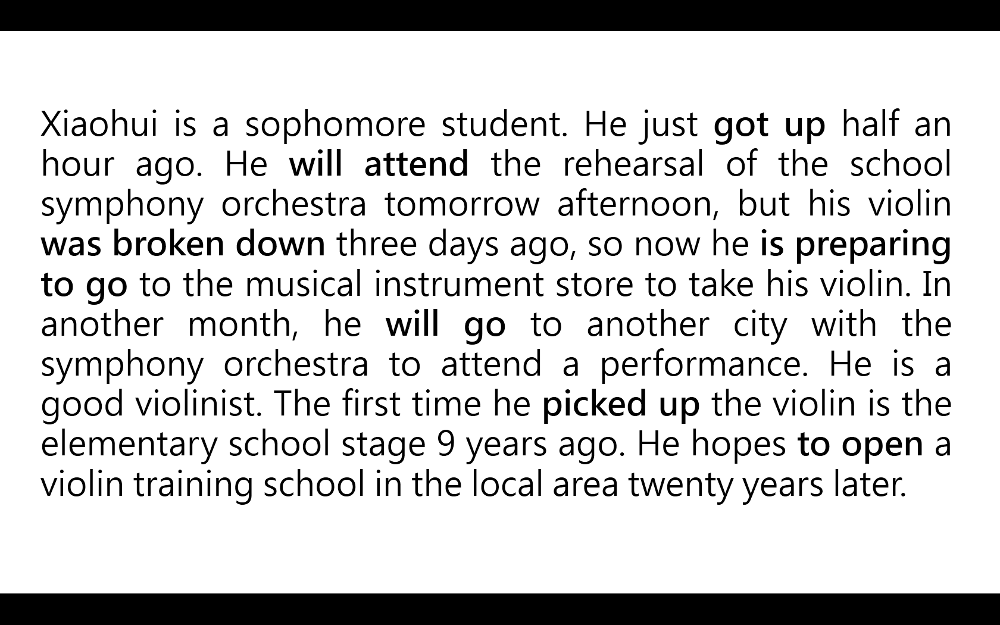 Xiaohui is a sophomore student. He just got up half an
hour ago. He will attend the rehearsal of the school
symphony orchestra tomorrow afternoon, but his violin
was broken down three days ago, so now he is preparing
to go to the musical instrument store to take his violin. In
another month, he will go to another city with the
symphony orchestra to attend a performance. He is a
good violinist. The first time he picked up the violin is the
elementary school stage 9 years ago. He hopes to open a
violin training school in the local area twenty years later.